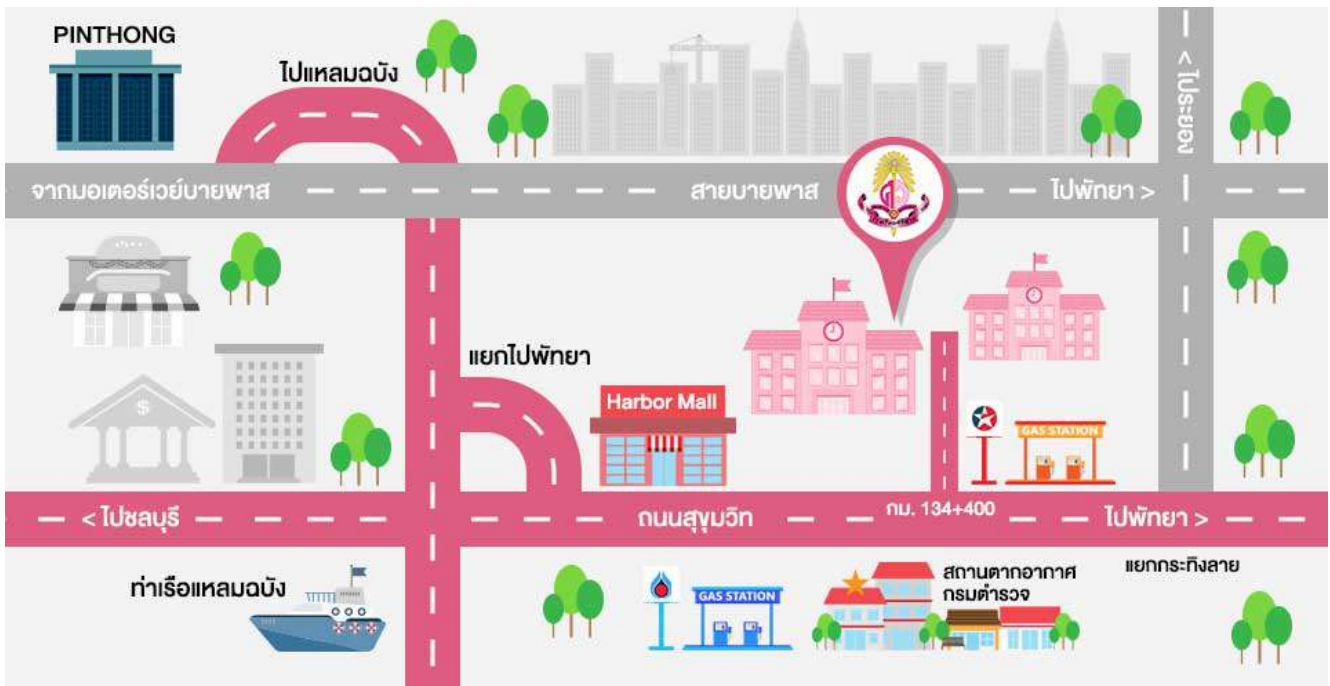 PINTHONG
ไปแหลมฉบัง
< ไประยอง
จากมอเตอร์เวย์บายพาส
สายบายพาส
ไปพัทยา >
แยกไปพัทยา
Harbor Mall
GAS STATION
$
< ไปชลบุรี
ถนนสุขุมวิท
กม. 134+400
ไปพัทยา >
ท่าเรือแหลมฉบัง
GAS STATION
สถานตากอากาศ
กรมตำรวจ
แยกกระทิงลาย